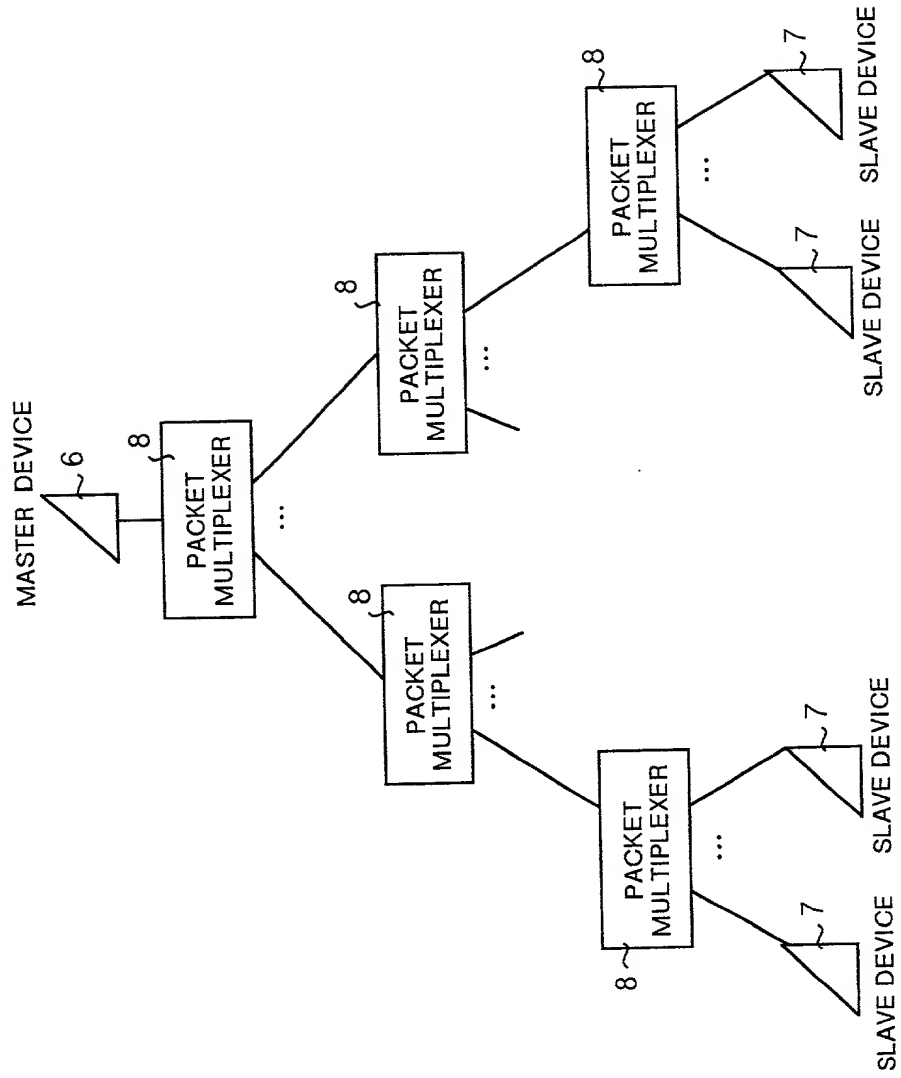 MASTER DEVICE
6
8
PACKET
MULTIPLEXER
...
8
PACKET
MULTIPLEXER
...
8
PACKET
MULTIPLEXER
...
8
PACKET
MULTIPLEXER
...
8
PACKET
MULTIPLEXER
...
7
SLAVE DEVICE
7
SLAVE DEVICE
7
SLAVE DEVICE
7
SLAVE DEVICE